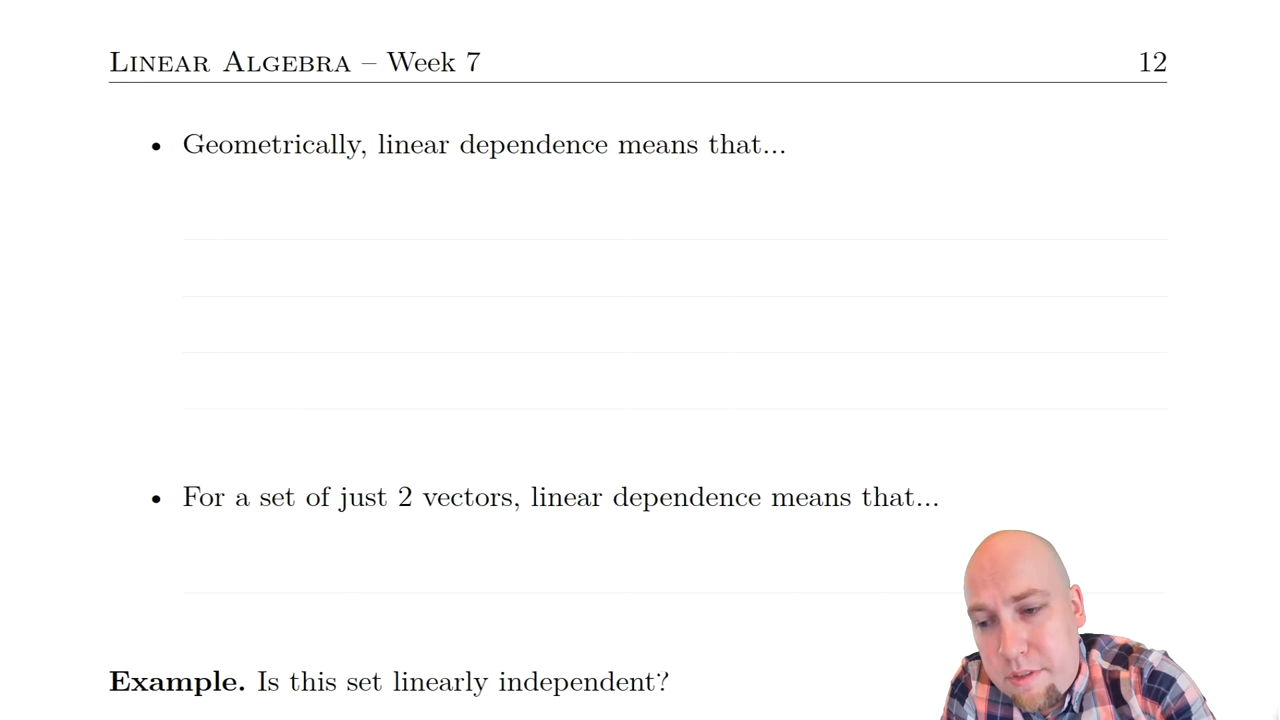 Linear Algebra – Week 7 12
• Geometrically, linear dependence means that...
• For a set of just 2 vectors, linear dependence means that...
Example. Is this set linearly independent?